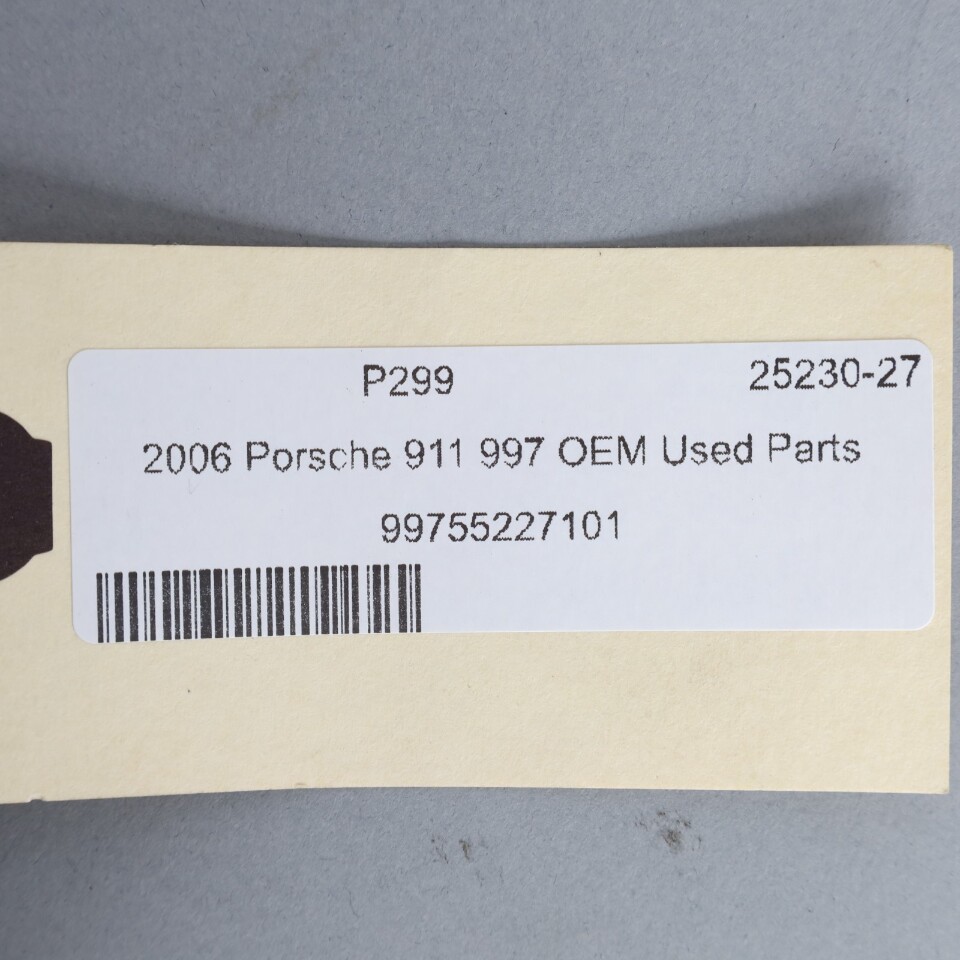 P299 25230-27
2006 Porsche 911 997 OEM Used Parts
99755227101